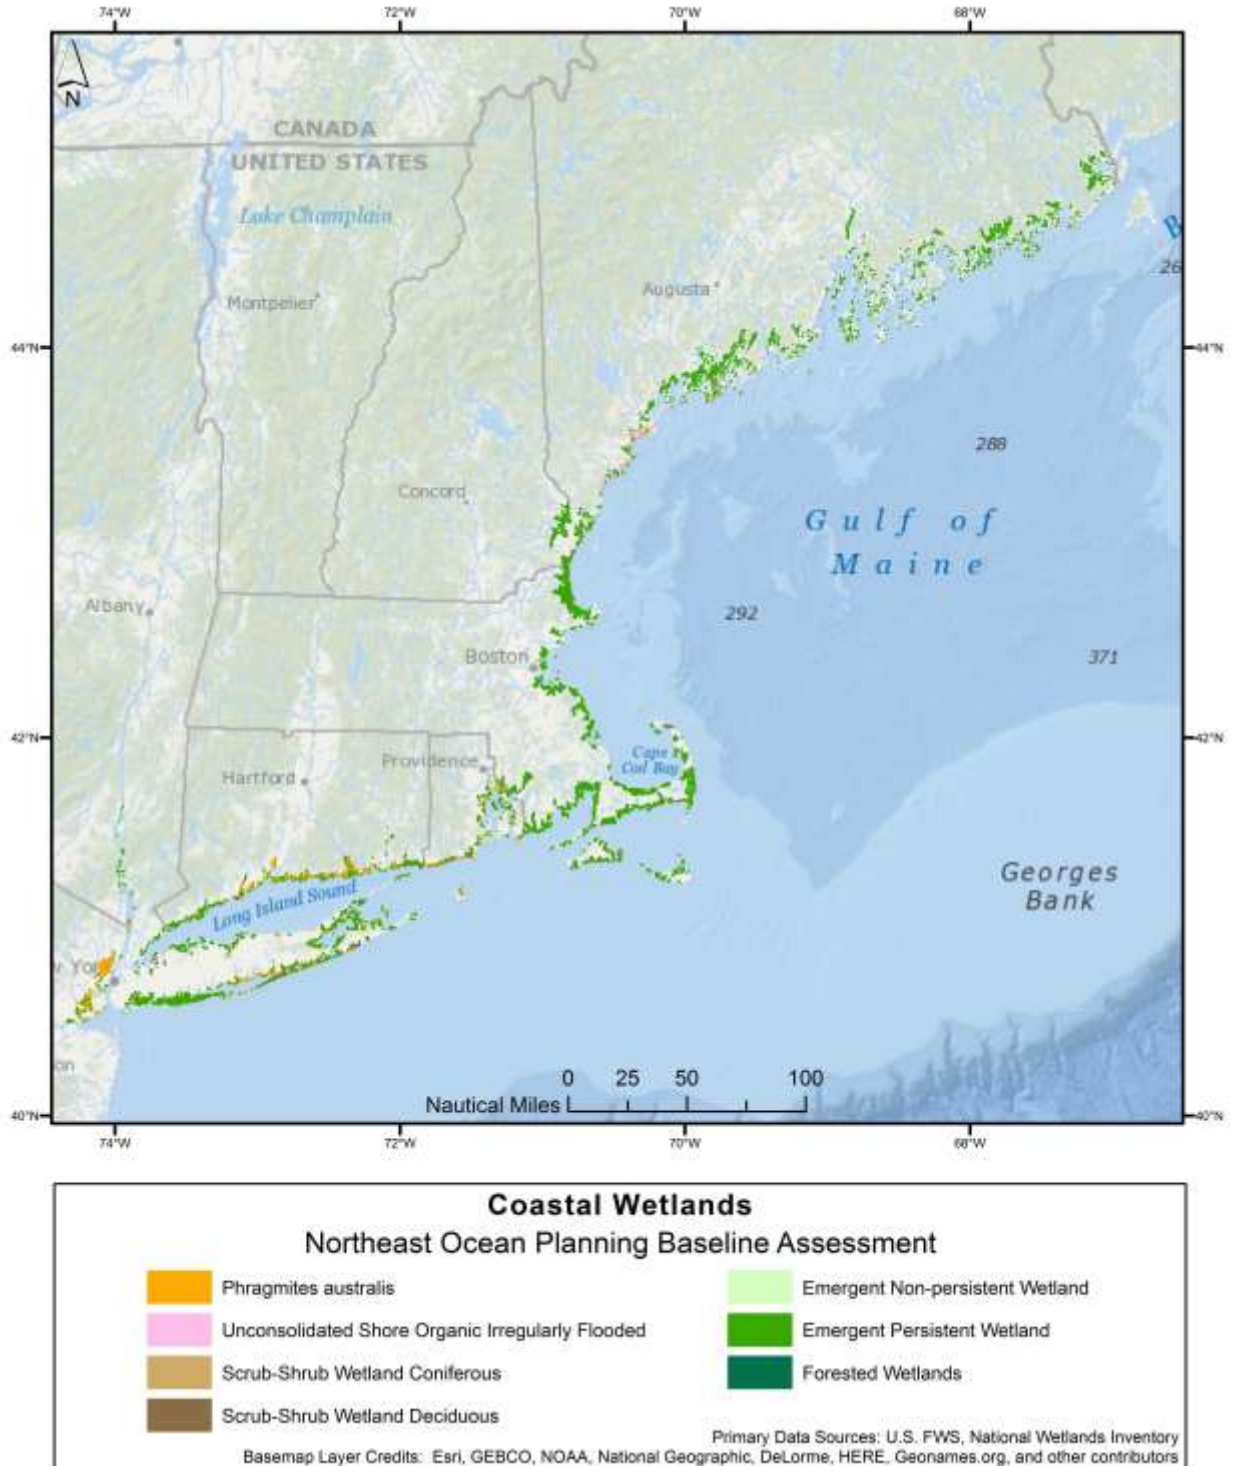 74°W 72°W 70°W 68°W
N
CANADA
UNITED STATES
Lake Champlain
B
26
Montpelier
Augusta
44°N 44°N
288
Concord
Gulf of
Maine
Albany
292
Boston
371
42°N 42°N
Cape
Cod Bay
Providence
Hartford
Georges
Bank
Long Island Sound
r York
on
0 25 50 100
Nautical Miles
40°N 40°N
74°W 72°W 70°W 68°W
Coastal Wetlands
Northeast Ocean Planning Baseline Assessment
Phragmites australis
Unconsolidated Shore Organic Irregularly Flooded
Scrub-Shrub Wetland Coniferous
Scrub-Shrub Wetland Deciduous
Emergent Non-persistent Wetland
Emergent Persistent Wetland
Forested Wetlands
Primary Data Sources: U.S. FWS, National Wetlands Inventory
Basemap Layer Credits: Esri, GEBCO, NOAA, National Geographic, DeLorme, HERE, Geonames.org, and other contributors